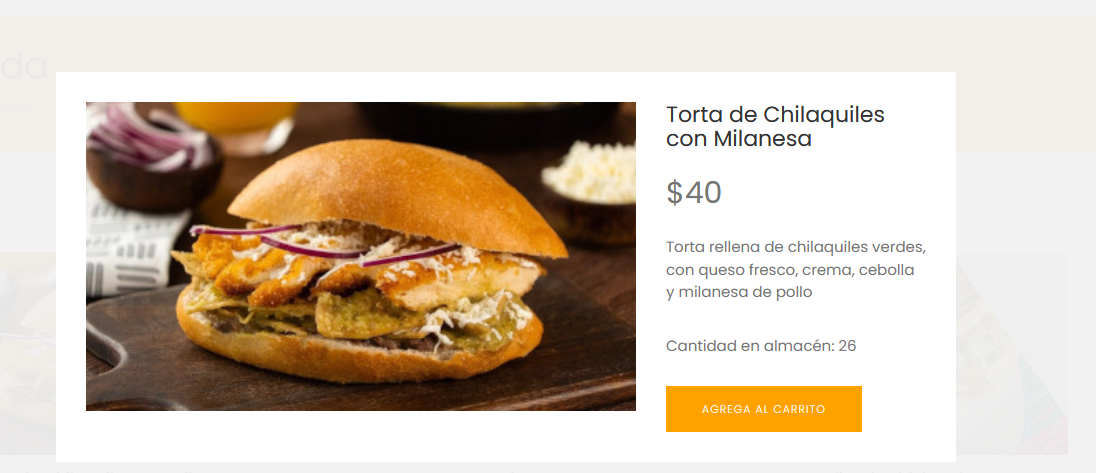 da
Torta de Chilaquiles
con Milanesa
$40
Torta rellena de chilaquiles verdes,
con queso fresco, crema, cebolla
y milanesa de pollo
Cantidad en almacén: 26
AGREGA AL CARRITO